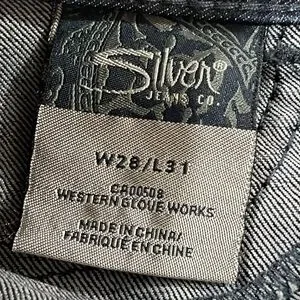 Silver®
JEANS CO.
W28/L31
CA00508
WESTERN GLOVE WORKS
MADE IN CHINA/
FABRIQUÉ EN CHINE